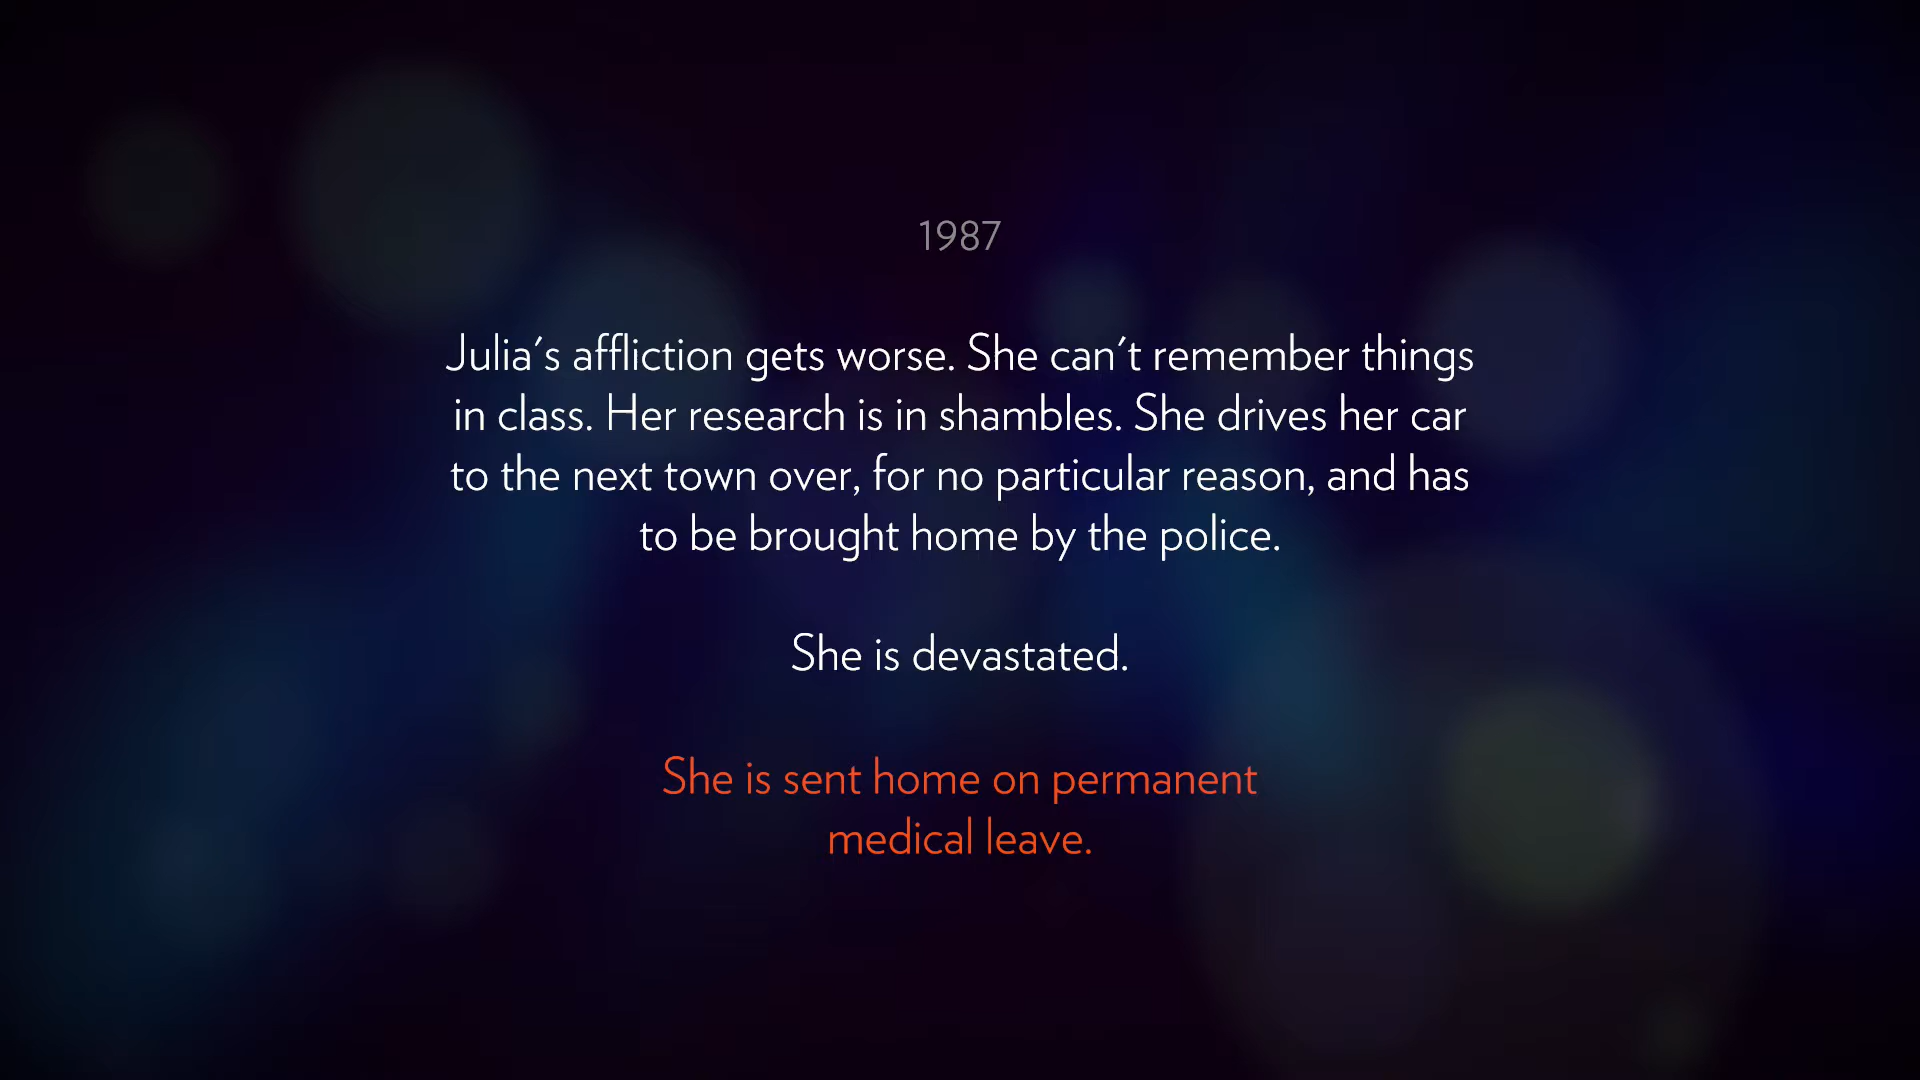 1987
Julia's affliction gets worse. She can't remember things
in class. Her research is in shambles. She drives her car
to the next town over, for no particular reason, and has
to be brought home by the police.
She is devastated.
She is sent home on permanent
medical leave.